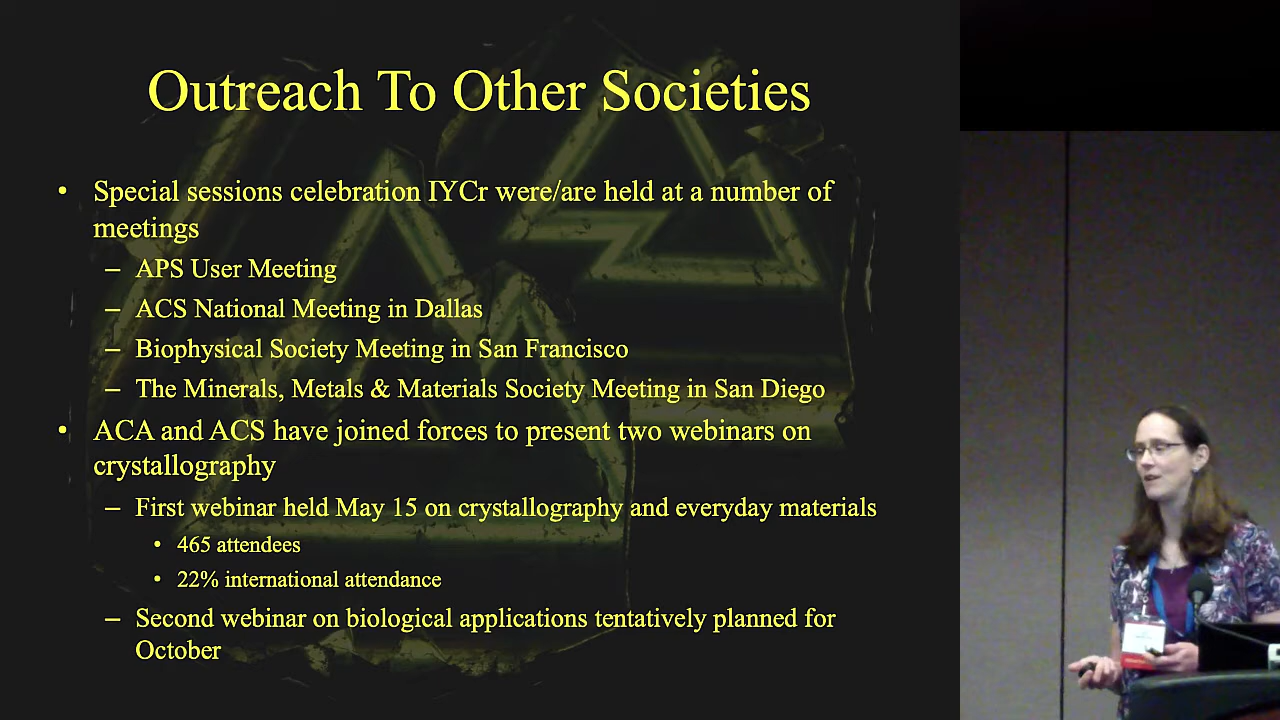 Outreach To Other Societies
• Special sessions celebration IYCr were/are held at a number of
meetings
– APS User Meeting
– ACS National Meeting in Dallas
– Biophysical Society Meeting in San Francisco
– The Minerals, Metals & Materials Society Meeting in San Diego
• ACA and ACS have joined forces to present two webinars on
crystallography
– First webinar held May 15 on crystallography and everyday materials
• 465 attendees
• 22% international attendance
– Second webinar on biological applications tentatively planned for
October